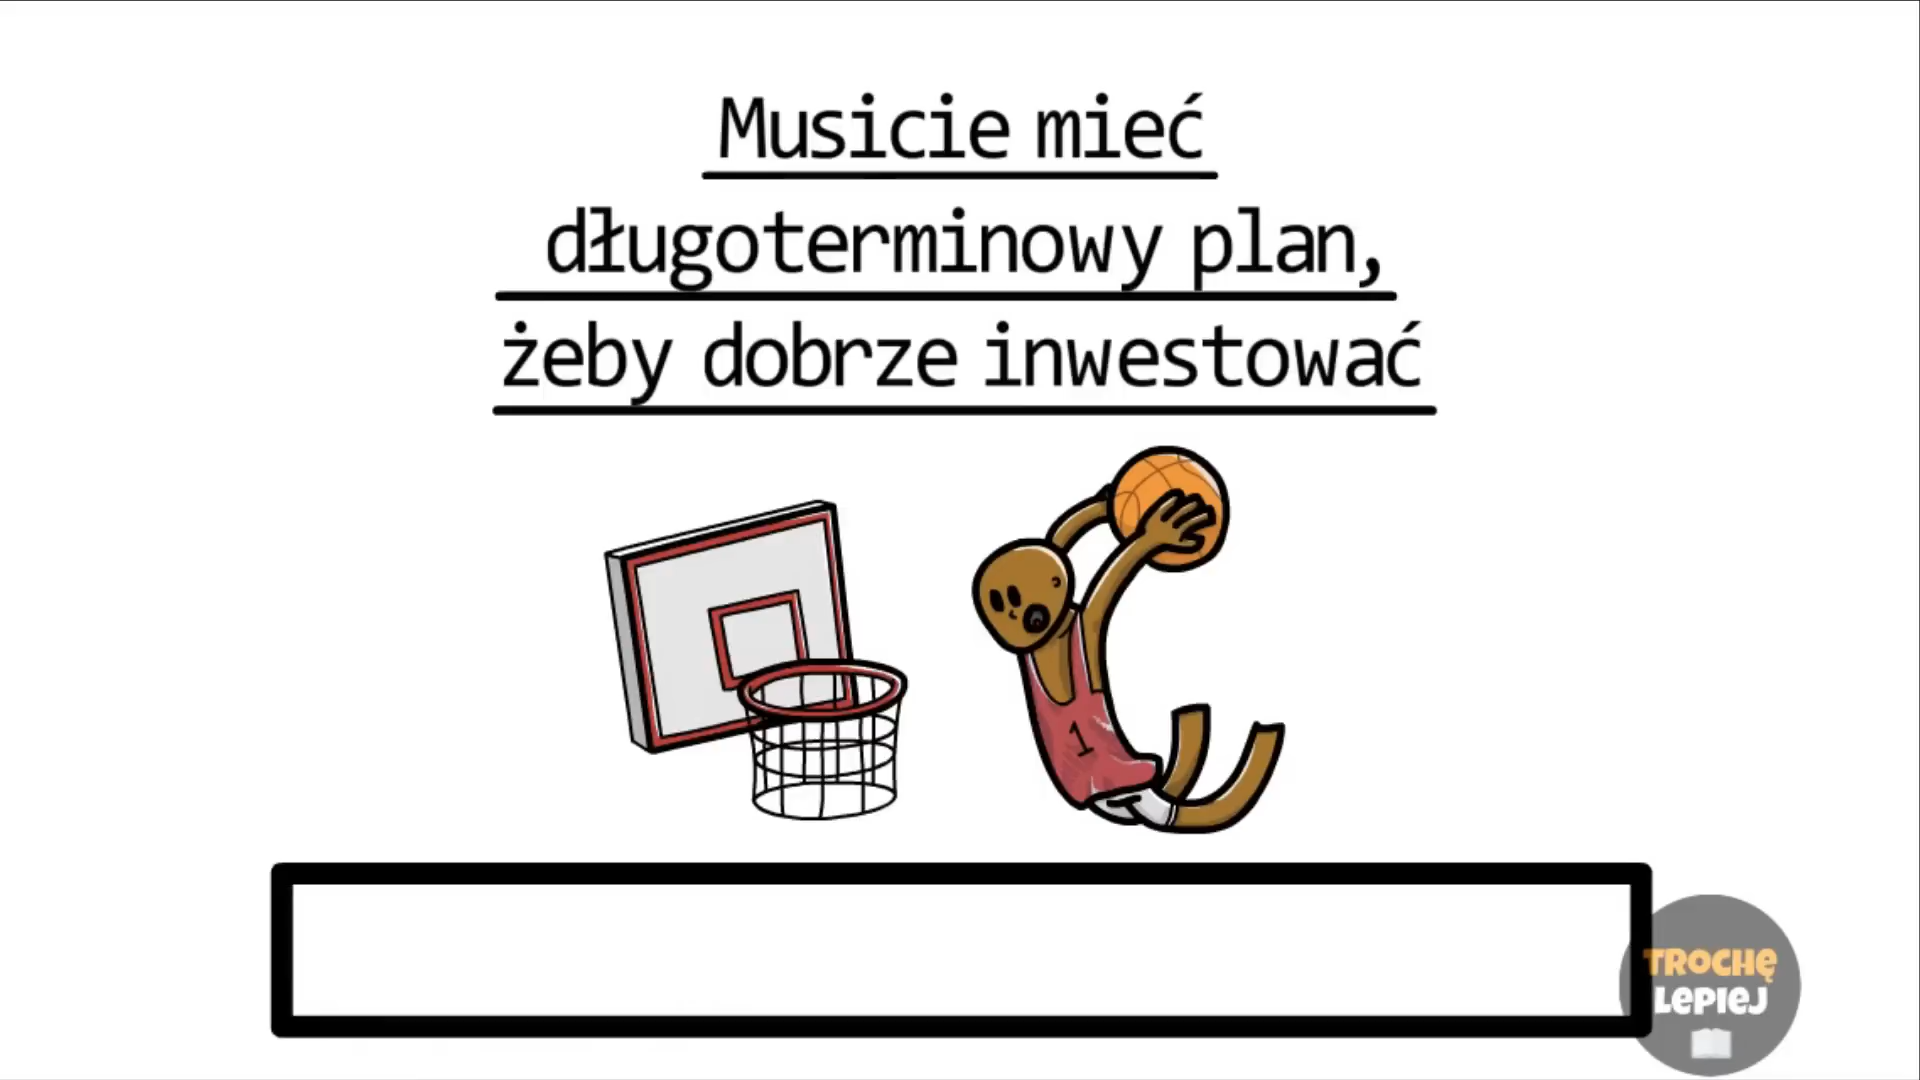 Musicie mieć
długoterminowy plan,
żeby dobrze inwestować
1
TROCHĘ
LEPIEJ